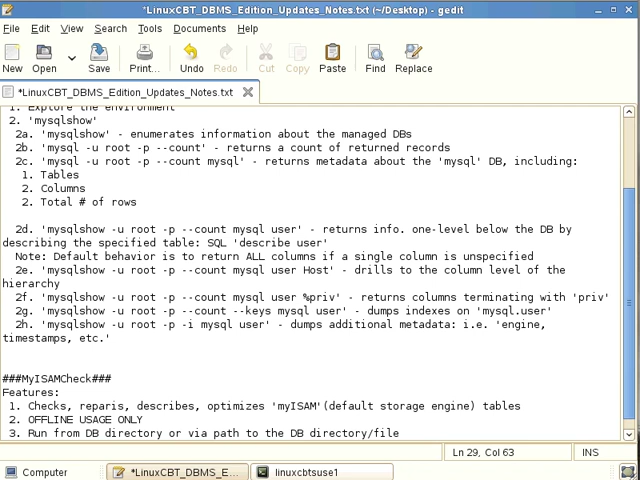 *LinuxCBT_DBMS_Edition_Updates_Notes.txt (~/Desktop) - gedit
File Edit View Search Tools Documents Help
New Open Save Print... Undo Redo Cut Copy Paste Find Replace
*LinuxCBT_DBMS_Edition_Updates_Notes.txt
1. Explore the environment
2. 'mysqlshow'
2a. 'mysqlshow' - enumerates information about the managed DBs
2b. 'mysql -u root -p --count' - returns a count of returned records
2c. 'mysql -u root -p --count mysql' - returns metadata about the 'mysql' DB, including:
1. Tables
2. Columns
2. Total # of rows
2d. 'mysqlshow -u root -p --count mysql user' - returns info. one-level below the DB by
describing the specified table: SQL 'describe user'
Note: Default behavior is to return ALL columns if a single column is unspecified
2e. 'mysqlshow -u root -p --count mysql user Host' - drills to the column level of the
hierarchy
2f. 'mysqlshow -u root -p --count mysql user %priv' - returns columns terminating with 'priv'
2g. 'mysqlshow -u root -p --count --keys mysql user' - dumps indexes on 'mysql.user'
2h. 'mysqlshow -u root -p -i mysql user' - dumps additional metadata: i.e. 'engine,
timestamps, etc.'
###MyISAMCheck###
Features:
1. Checks, reparis, describes, optimizes 'myISAM'(default storage engine) tables
2. OFFLINE USAGE ONLY
3. Run from DB directory or via path to the DB directory/file
Ln 29, Col 63 INS
Computer *LinuxCBT_DBMS_E... linuxcbtsuse1